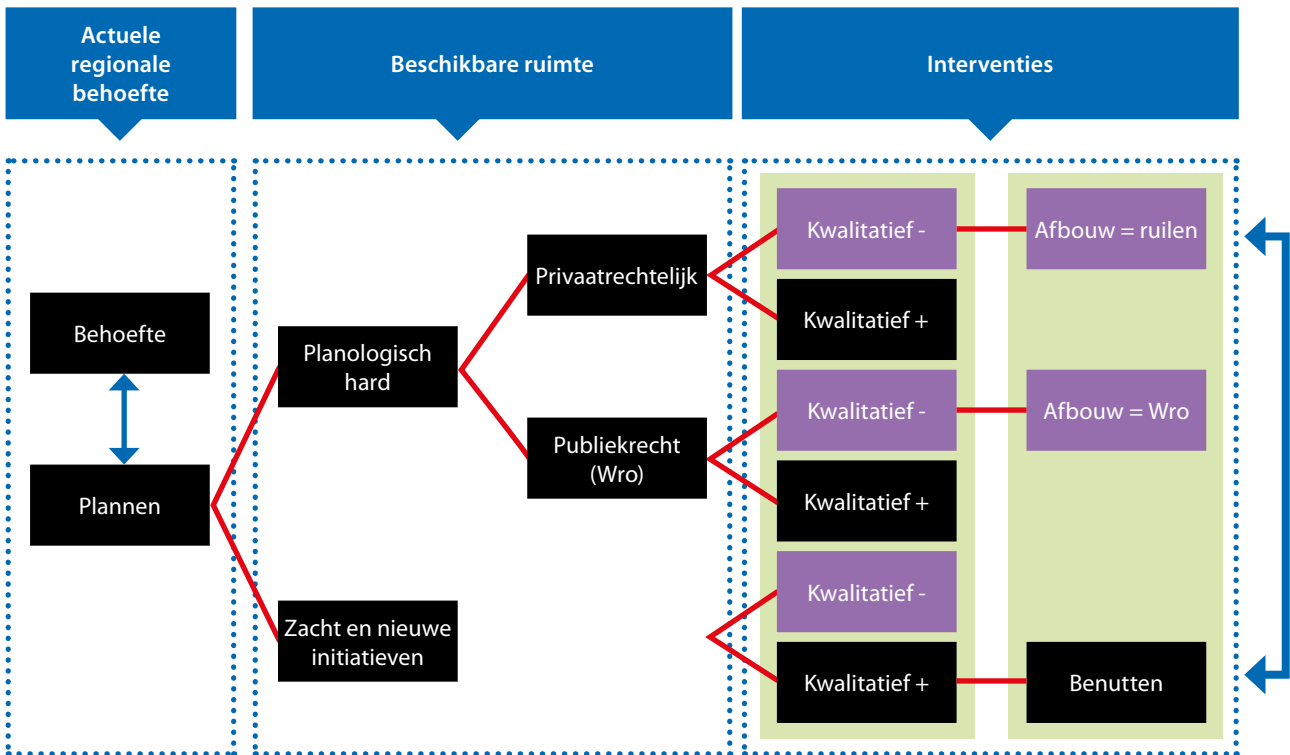 Actuele
regionale
behoefte
Beschikbare ruimte
Interventies
Behoefte
Plannen
Planologisch
hard
Zacht en nieuwe
initiatieven
Privaatrechtelijk
Publiekrecht
(Wro)
Kwalitatief -
Kwalitatief +
Kwalitatief -
Kwalitatief +
Kwalitatief -
Kwalitatief +
Afbouw = ruilen
Afbouw = Wro
Benutten